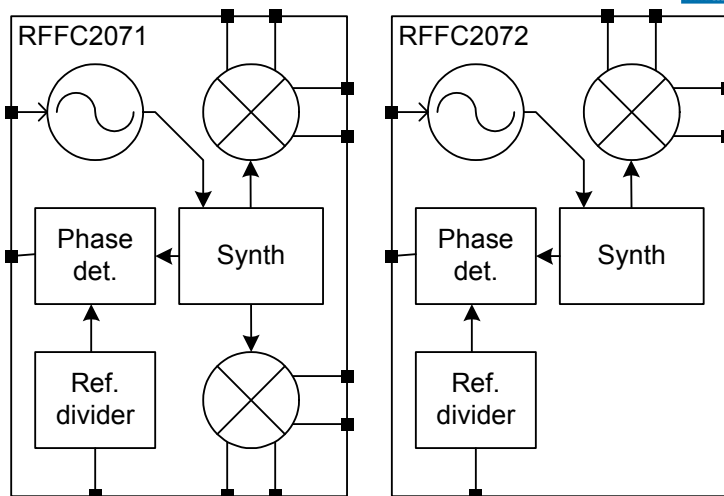 RFFC2071
RFFC2072
Phase
det.
Synth
Ref.
divider
Phase
det.
Synth
Ref.
divider